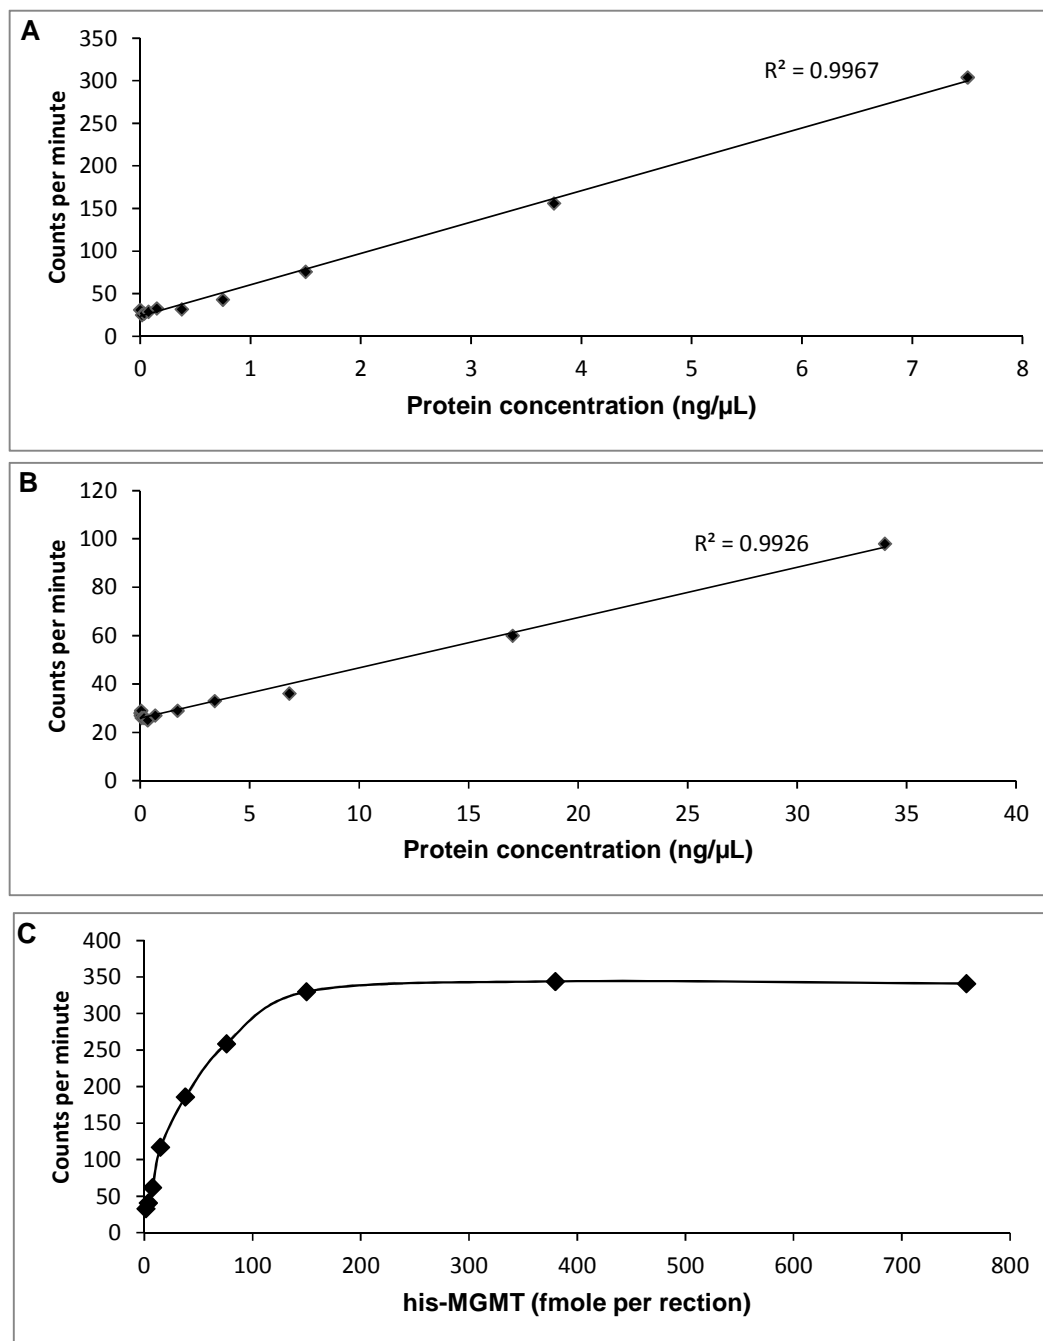 A
350
300
250
200
150
100
50
0
Counts per minute
R² = 0.9967
0 1 2 3 4 5 6 7 8
Protein concentration (ng/µL)
B
120
100
80
60
40
20
0
Counts per minute
R² = 0.9926
0 5 10 15 20 25 30 35 40
Protein concentration (ng/µL)
C
400
350
300
250
200
150
100
50
0
Counts per minute
0 100 200 300 400 500 600 700 800
his-MGMT (fmole per rection)